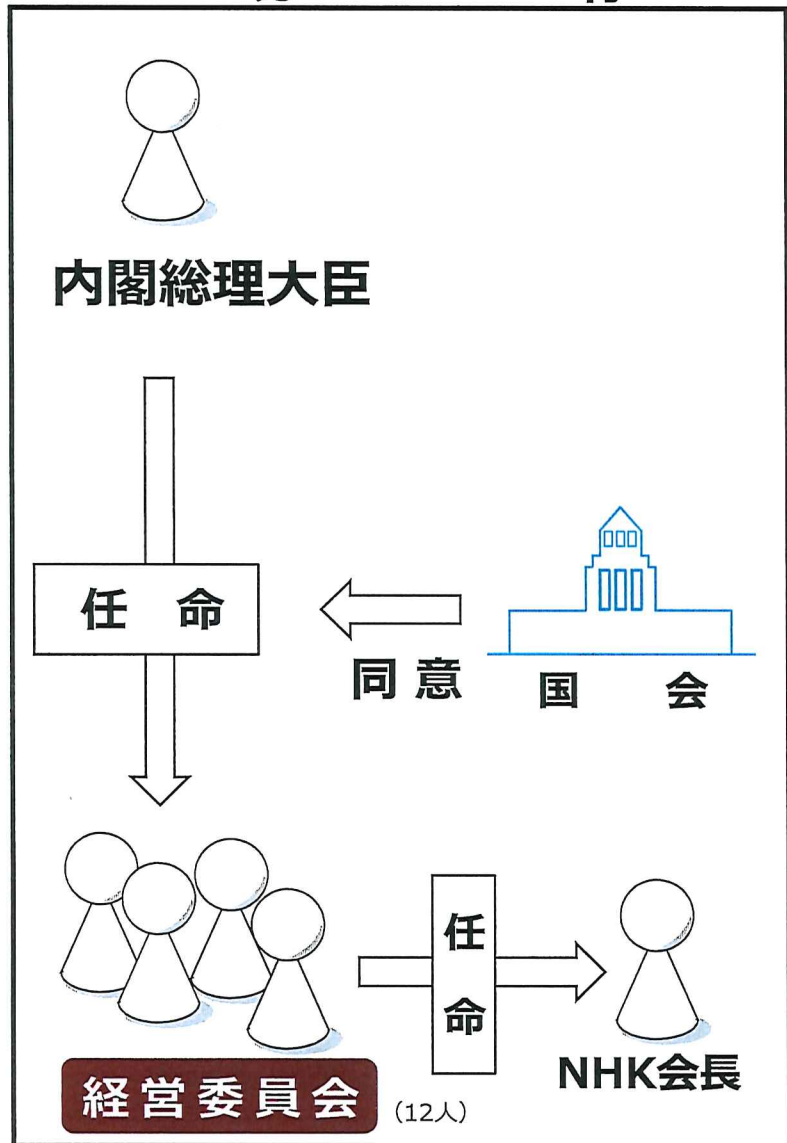 内閣総理大臣
任 命
同 意
国 会
任
命
NHK会長
経営委員会
(12人)